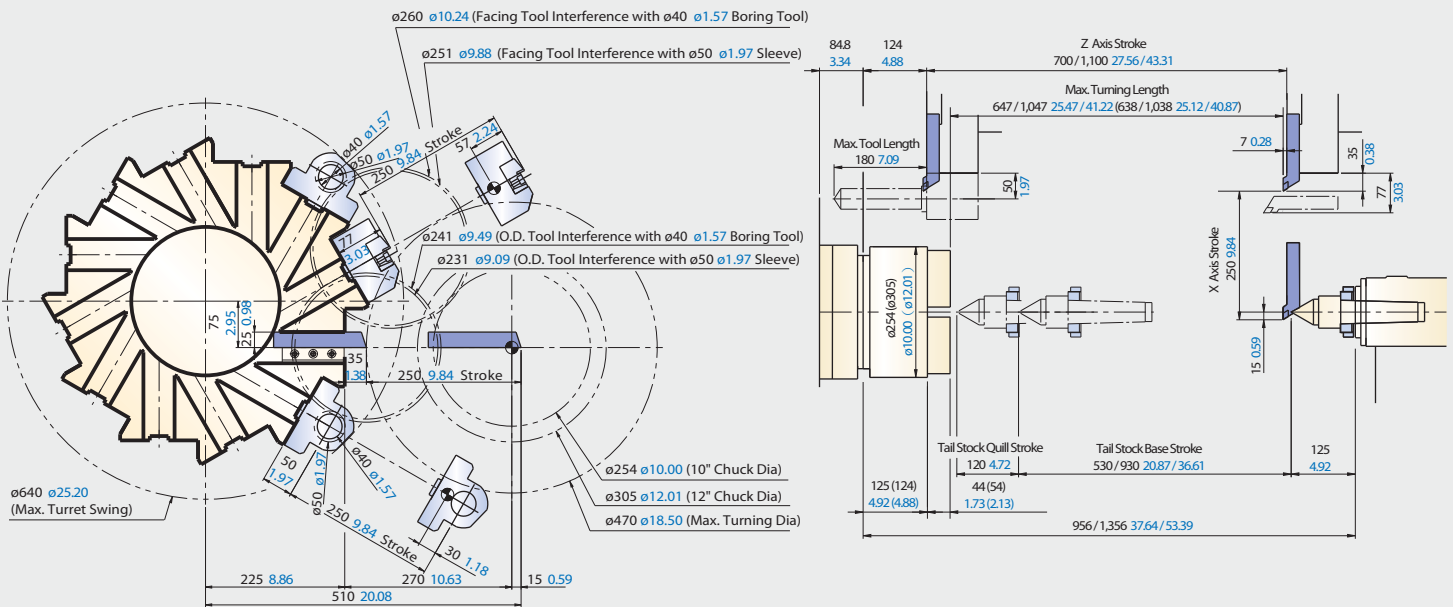 ø260 ø10.24 (Facing Tool Interference with ø40 ø1.57 Boring Tool)
ø251 ø9.88 (Facing Tool Interference with ø50 ø1.97 Sleeve)
ø40 ø1.57
ø50 ø1.97
250 9.84 Stroke
57 2.24
77
3.03
ø241 ø9.49 (O.D. Tool Interference with ø40 ø1.57 Boring Tool)
ø231 ø9.09 (O.D. Tool Interference with ø50 ø1.97 Sleeve)
75
2.95
25 0.98
35
1.38
250 9.84 Stroke
50
1.97
ø50 ø1.97
ø40 ø1.57
250 9.84 Stroke
30 1.18
ø640 ø25.20
(Max. Turret Swing)
ø254 ø10.00 (10" Chuck Dia)
ø305 ø12.01 (12" Chuck Dia)
ø470 ø18.50 (Max. Turning Dia)
225 8.86
270 10.63
15 0.59
510 20.08
84.8
3.34
124
4.88
Z Axis Stroke
700 / 1,100 27.56 / 43.31
Max. Turning Length
647 / 1,047 25.47 / 41.22 (638 / 1,038 25.12 / 40.87)
Max. Tool Length
180 7.09
7 0.28
35
0.38
50
1.97
77
3.03
X Axis Stroke
250 9.84
ø254 (ø305)
ø10.00 ( ø12.01 )
15 0.59
Tail Stock Quill Stroke
120 4.72
Tail Stock Base Stroke
530 / 930 20.87 / 36.61
125
4.92
125 (124)
4.92 (4.88)
44 (54)
1.73 (2.13)
956 / 1,356 37.64 / 53.39